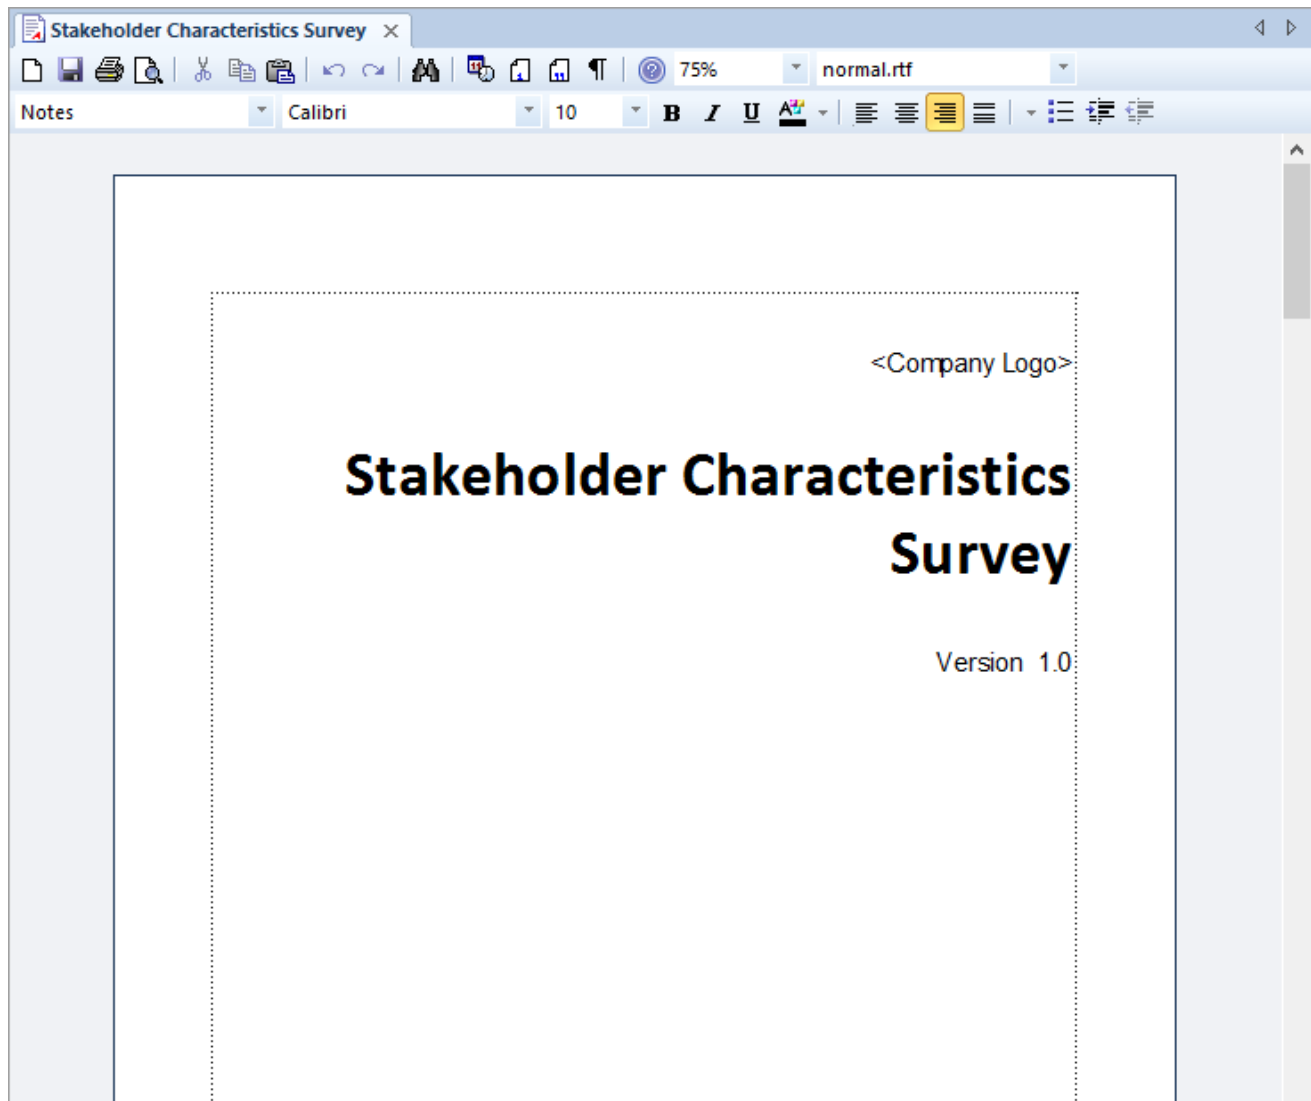 Stakeholder Characteristics Survey
75% normal.rtf
Notes Calibri 10 B I U
<Company Logo>
Stakeholder Characteristics
Survey
Version 1.0